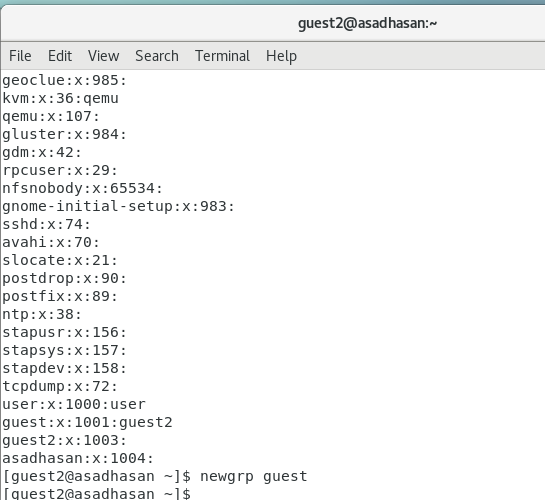 guest2@asadhasan:~
File Edit View Search Terminal Help
geoclue:x:985:
kvm:x:36:qemu
qemu:x:107:
gluster:x:984:
gdm:x:42:
rpcuser:x:29:
nfsnobody:x:65534:
gnome-initial-setup:x:983:
sshd:x:74:
avahi:x:70:
slocate:x:21:
postdrop:x:90:
postfix:x:89:
ntp:x:38:
stapusr:x:156:
stapsys:x:157:
stapdev:x:158:
tcpdump:x:72:
user:x:1000:user
guest:x:1001:guest2
guest2:x:1003:
asadhasan:x:1004:
[guest2@asadhasan ~]$ newgrp guest
[guest2@asadhasan ~]$